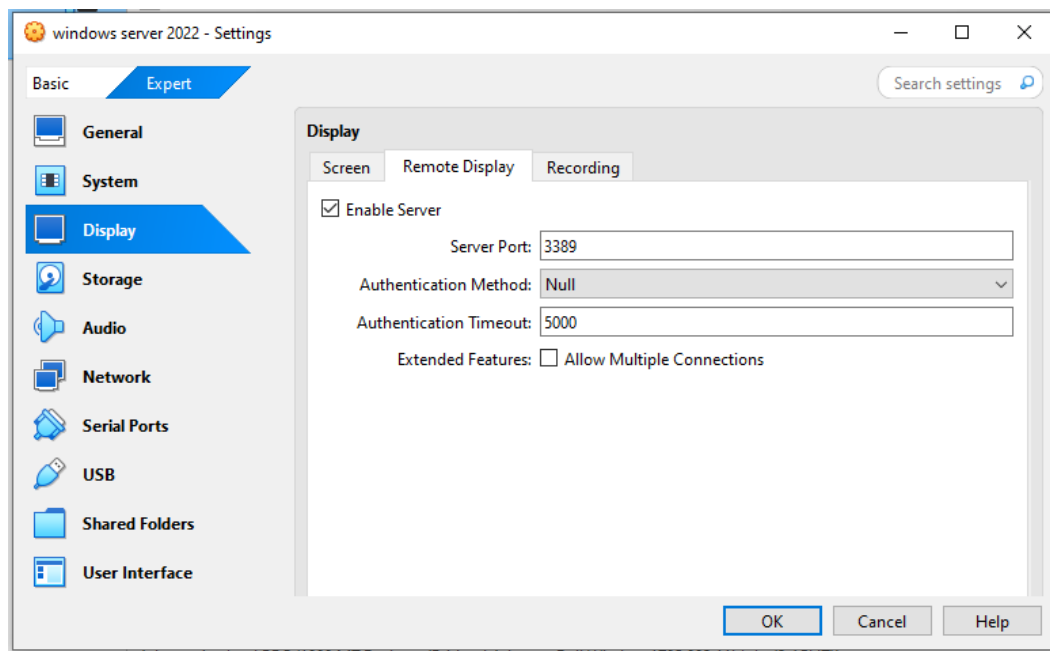 windows server 2022 - Settings
Basic
Expert
Search settings
General
System
Display
Storage
Audio
Network
Serial Ports
USB
Shared Folders
User Interface
Display
Screen
Remote Display
Recording
Enable Server
Server Port: 3389
Authentication Method: Null
Authentication Timeout: 5000
Extended Features: Allow Multiple Connections
OK
Cancel
Help